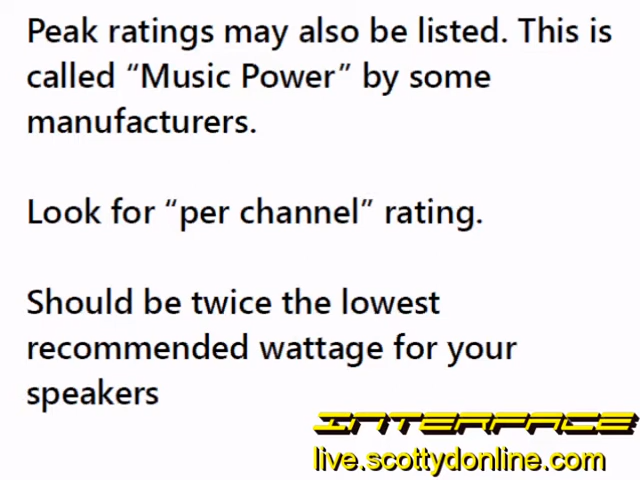 Peak ratings may also be listed. This is
called “Music Power” by some
manufacturers.
Look for “per channel” rating.
Should be twice the lowest
recommended wattage for your
speakers
INTERFACE
live.scottydonline.com